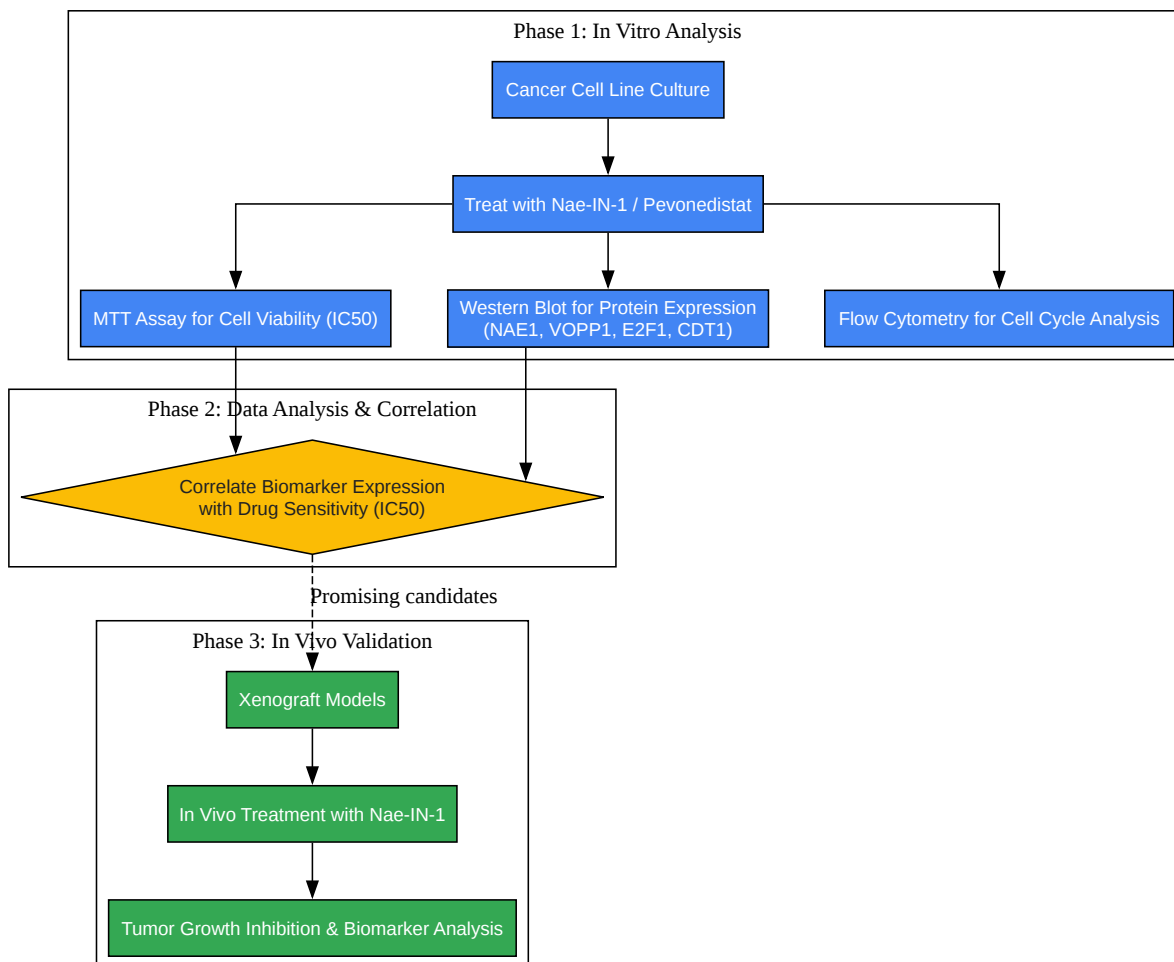 Phase 1: In Vitro Analysis
Cancer Cell Line Culture
Treat with Nae-IN-1 / Pevonedistat
MTT Assay for Cell Viability (IC50)
Western Blot for Protein Expression
(NAE1, VOPP1, E2F1, CDT1)
Flow Cytometry for Cell Cycle Analysis
Phase 2: Data Analysis & Correlation
Correlate Biomarker Expression
with Drug Sensitivity (IC50)
Promising candidates
Phase 3: In Vivo Validation
Xenograft Models
In Vivo Treatment with Nae-IN-1
Tumor Growth Inhibition & Biomarker Analysis